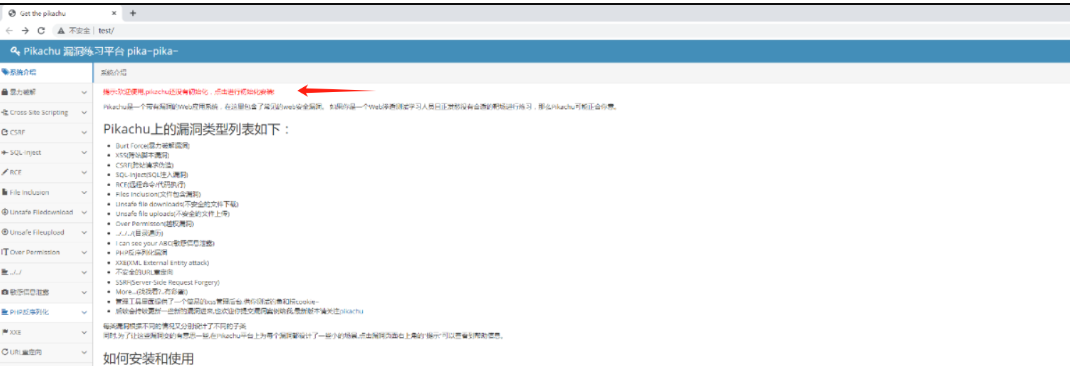 Get the pikachu
不安全 | test/
Pikachu 漏洞练习平台 pika~pika~
系统介绍
暴力破解
Cross-Site Scripting
CSRF
SQL-Inject
RCE
File Inclusion
Unsafe Filedownload
Unsafe Fileupload
Over Permission
../../
敏感信息泄露
PHP反序列化
XXE
URL重定向
系统介绍
提示:欢迎使用,pikachu还没有初始化，点击进行初始化安装!
Pikachu是一个带有漏洞的Web应用系统，在这里包含了常见的web安全漏洞。 如果你是一个Web渗透测试学习人员且正发愁没有合适的靶场进行练习，那么Pikachu可能正合你意。
Pikachu上的漏洞类型列表如下：
Burt Force(暴力破解漏洞)
XSS(跨站脚本漏洞)
CSRF(跨站请求伪造)
SQL-Inject(SQL注入漏洞)
RCE(远程命令/代码执行)
Files Inclusion(文件包含漏洞)
Unsafe file downloads(不安全的文件下载)
Unsafe file uploads(不安全的文件上传)
Over Permisson(越权漏洞)
../../../(目录遍历)
I can see your ABC(敏感信息泄露)
PHP反序列化漏洞
XXE(XML External Entity attack)
不安全的URL重定向
SSRF(Server-Side Request Forgery)
More...(找找看?..有彩蛋!)
管理工具里面提供了一个简易的xss管理后台,供你测试钓鱼和捞cookie~
后续会持续更新一些新的漏洞进来,也欢迎你提交漏洞案例给我,最新版本请关注pikachu
每类漏洞根据不同的情况又分别设计了不同的子类
同时,为了让这些漏洞变的有意思一些,在Pikachu平台上为每个漏洞都设计了一些小的场景,点击漏洞页面右上角的"提示"可以查看到帮助信息。
如何安装和使用